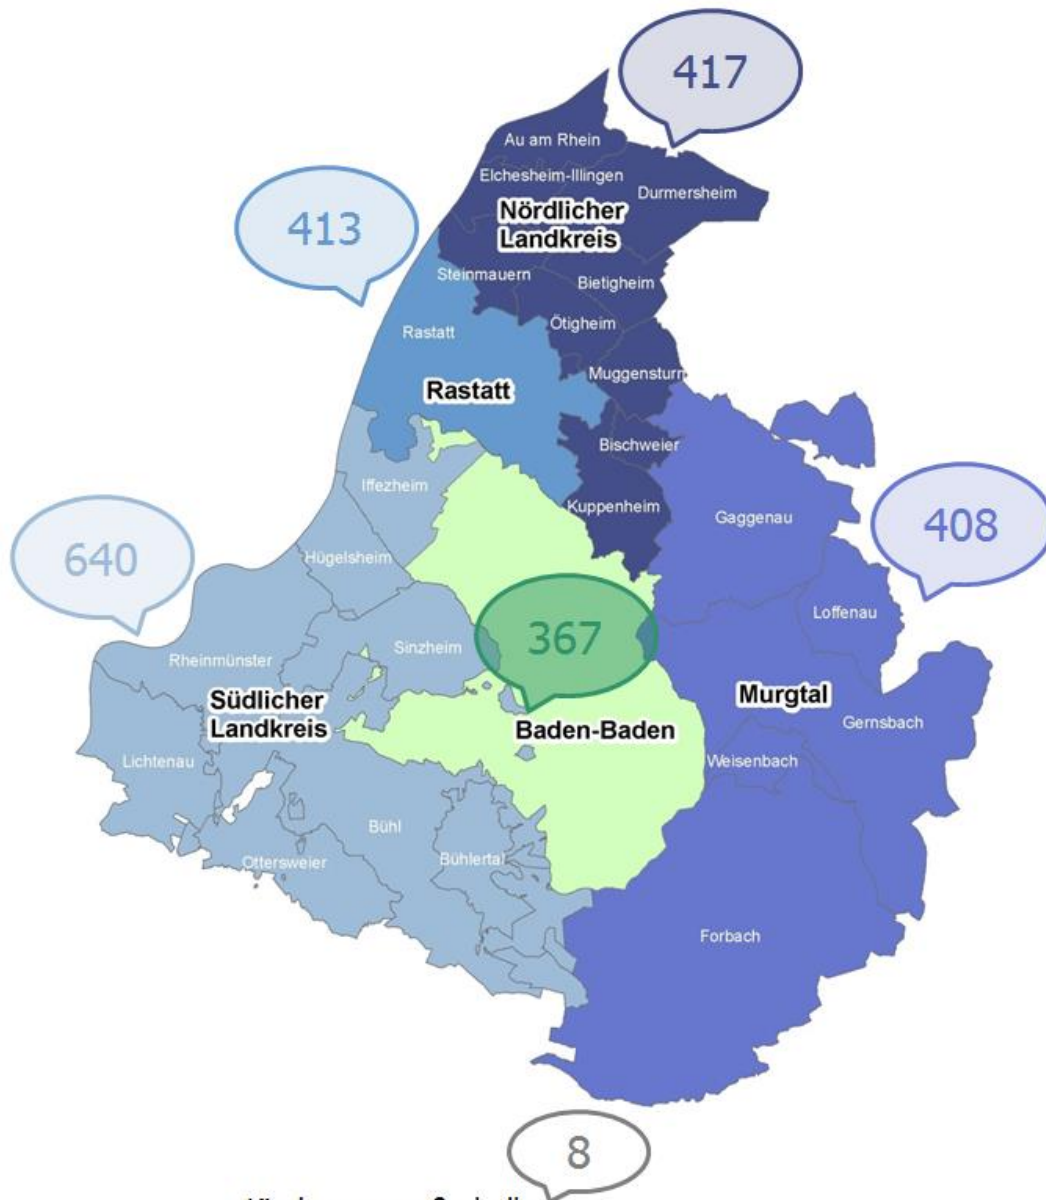 417
Au am Rhein
Elchesheim-Illingen
Durmersheim
Nördlicher
Landkreis
413
Steinmauern
Bietigheim
Ötigheim
Rastatt
Muggensturm
Rastatt
Bischweier
Iffezheim
Kuppenheim
Gaggenau
408
640
Hügelsheim
Loffenau
367
Sinzheim
Rheinmünster
Südlicher
Landkreis
Murgtal
Baden-Baden
Gernsbach
Lichtenau
Weisenbach
Bühl
Ottersweier
Bühlertal
Forbach
8